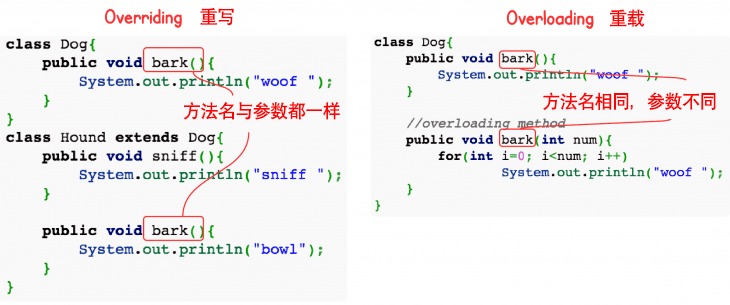 Overriding 重写
class Dog{
public void bark(){
System.out.println("woof ");
}
}
方法名与参数都一样
class Hound extends Dog{
public void sniff(){
System.out.println("sniff ");
}
public void bark(){
System.out.println("bowl");
}
}
Overloading 重载
class Dog{
public void bark(){
System.out.println("woof ");
}
方法名相同，参数不同
//overloading method
public void bark(int num){
for(int i=0; i<num; i++)
System.out.println("woof ");
}
}